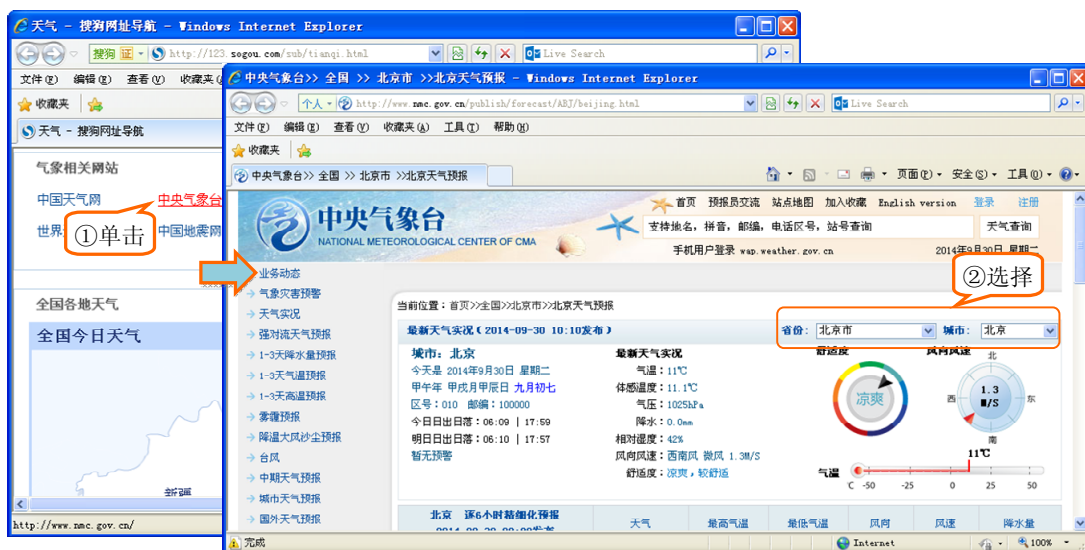 天气 - 搜狗网址导航 - Windows Internet Explorer
搜狗 证
http://123.sogou.com/sub/tianqi.html
Live Search
文件(F) 编辑(E) 查看(V) 收藏夹(
收藏夹
天气 - 搜狗网址导航
气象相关网站
中国天气网 中央气象台
世界 中国地震网
①单击
全国各地天气
全国今日天气
新疆
http://www.nmc.gov.cn/
中央气象台>> 全国 >> 北京市 >>北京天气预报 - Windows Internet Explorer
个人 http://www.nmc.gov.cn/publish/forecast/ABJ/beijing.html
Live Search
文件(F) 编辑(E) 查看(V) 收藏夹(A) 工具(T) 帮助(H)
收藏夹
中央气象台>> 全国 >> 北京市 >>北京天气预报
页面(P) 安全(S) 工具(O)
中央气象台
NATIONAL METEOROLOGICAL CENTER OF CMA
首页 预报员交流 站点地图 加入收藏 English version 登录 注册
支持地名，拼音，邮编，电话区号，站号查询 天气查询
手机用户登录 wap.weather.gov.cn 2014年9月30日 星期二
②选择
业务动态
气象灾害预警
天气实况
强对流天气预报
1-3天降水量预报
1-3天气温预报
1-3天高温预报
雾霾预报
降温大风沙尘预报
台风
中期天气预报
城市天气预报
国外天气预报
当前位置：首页>>全国>>北京市>>北京天气预报
最新天气实况(2014-09-30 10:10发布) 省份： 北京市 城市： 北京
城市：北京
今天是 2014年9月30日 星期二
甲午年 甲戌月甲辰日 九月初七
区号：010 邮编：100000
今日日出日落：06:09 | 17:59
明日日出日落：06:10 | 17:57
暂无预警
最新天气实况
气温：11℃
体感温度：11.1℃
气压：1025hPa
降水：0.0mm
相对湿度：42%
风向风速：西南风 微风 1.3M/S
舒适度：凉爽，较舒适
舒适度
凉爽
风向风速
北
西 1.3 东
M/S
南
11℃
气温
℃ -50 -25 0 25 50
北京 逐6小时精细化预报
2014-09-30 08:00发布
天气 最高气温 最低气温 风向 风速 降水量
完成
Internet
100%